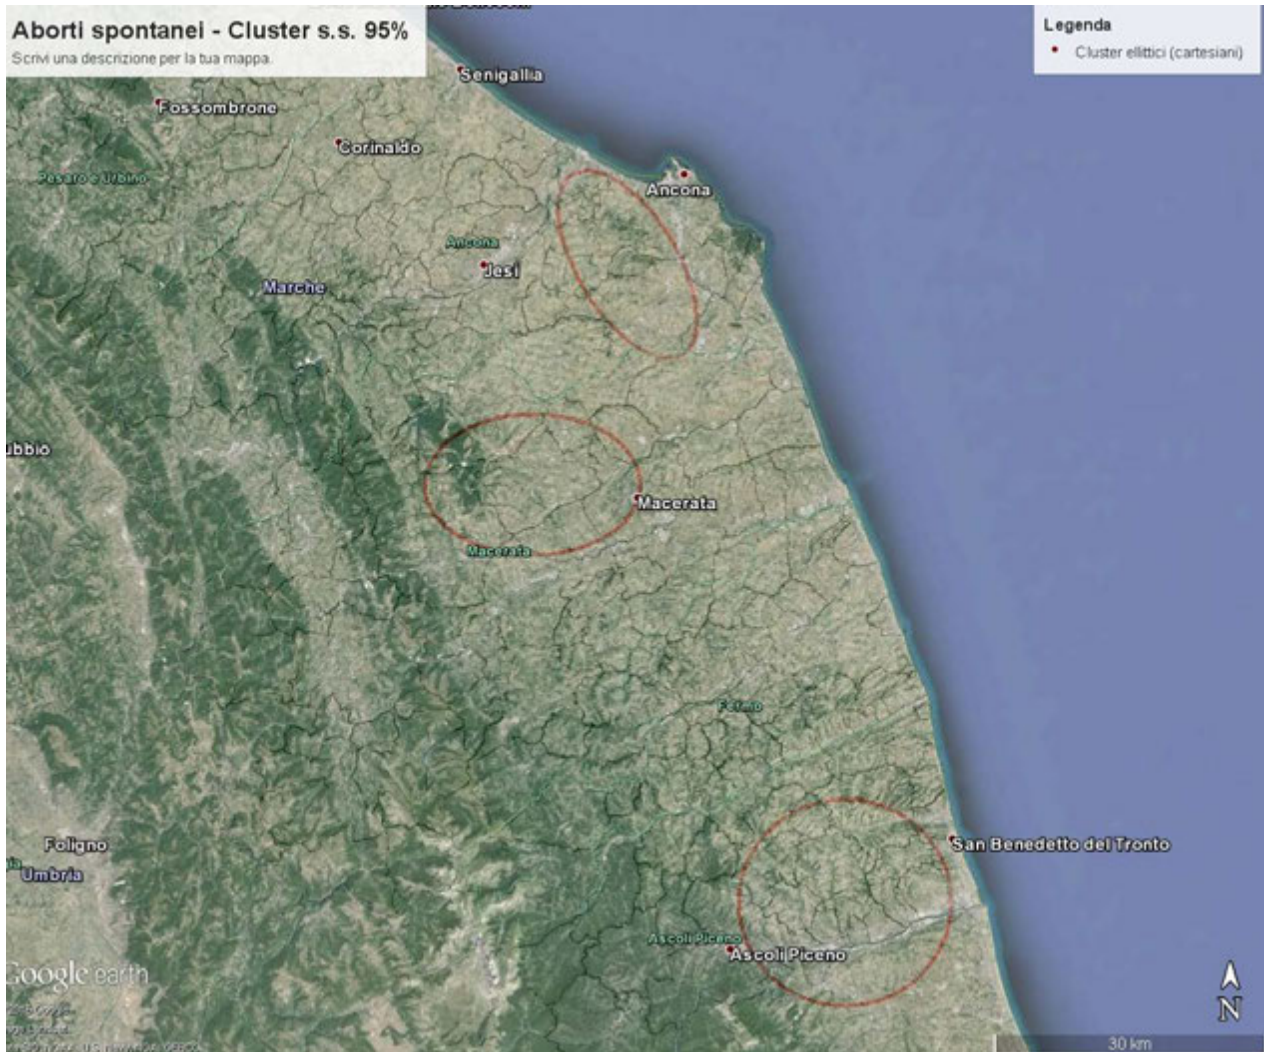 Aborti spontanei - Cluster s.s. 95%
Scrivi una descrizione per la tua mappa.
Legenda
Cluster ellittici (cartesiani)
Senigallia
Fossombrone
Corinaldo
Pesaro e Urbino
Ancona
Ancona
Jesi
Marche
ubbio
Macerata
Macerata
Fermo
San Benedetto del Tronto
Foligno
Umbria
Ascoli Piceno
Ascoli Piceno
Google earth
N
30 km